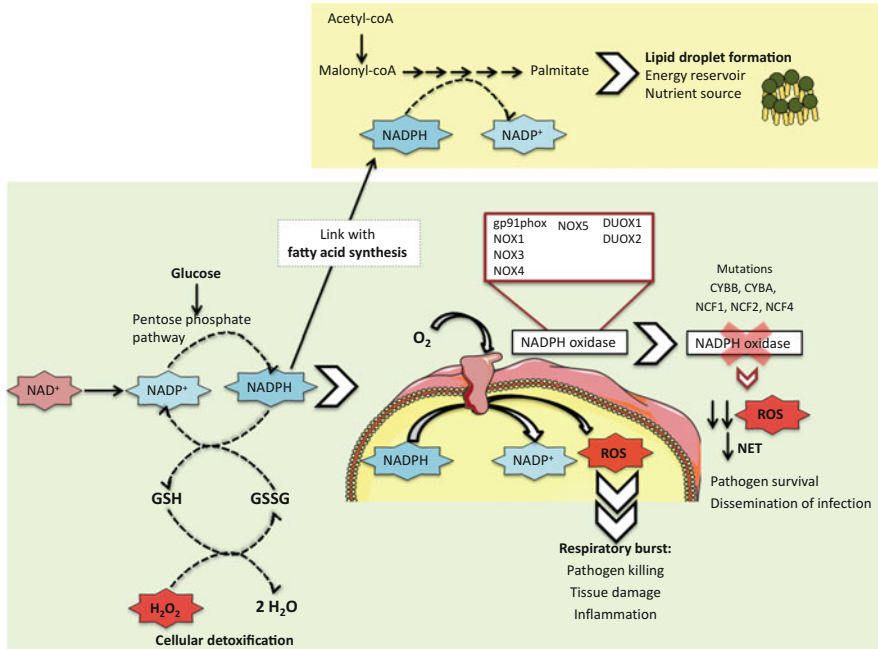 Acetyl-coA
Malonyl-coA
Palmitate
NADPH
NADP⁺
Lipid droplet formation
Energy reservoir
Nutrient source
Link with
fatty acid synthesis
Glucose
Pentose phosphate
pathway
NAD⁺
NADP⁺
NADPH
GSH
GSSG
H₂O₂
2 H₂O
Cellular detoxification
gp91phox
NOX1
NOX3
NOX4
NOX5
DUOX1
DUOX2
O₂
NADPH oxidase
NADPH
NADP⁺
ROS
Respiratory burst:
Pathogen killing
Tissue damage
Inflammation
Mutations
CYBB, CYBA,
NCF1, NCF2, NCF4
NADPH oxidase
ROS
NET
Pathogen survival
Dissemination of infection